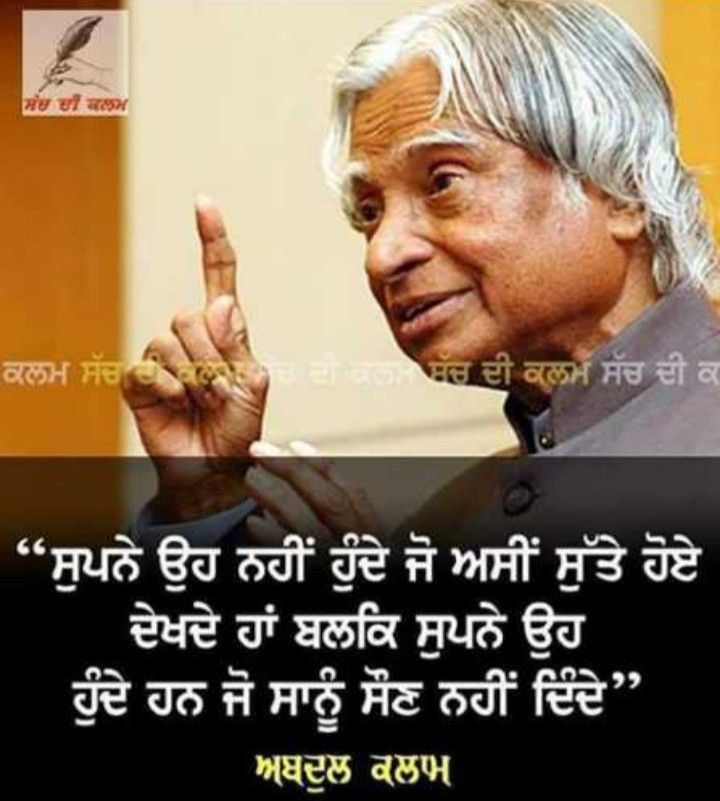 ਸੱਚ ਦੀ ਕਲਮ
ਕਲਮ ਸੱਚ ਦੀ ਕਲਮ ਸੱਚ ਦੀ ਕਲਮ ਸੱਚ ਦੀ ਕਲਮ ਸੱਚ ਦੀ ਕ
“ਸੁਪਨੇ ਉਹ ਨਹੀਂ ਹੁੰਦੇ ਜੋ ਅਸੀਂ ਸੁੱਤੇ ਹੋਏ
ਦੇਖਦੇ ਹਾਂ ਬਲਕਿ ਸੁਪਨੇ ਉਹ
ਹੁੰਦੇ ਹਨ ਜੋ ਸਾਨੂੰ ਸੌਣ ਨਹੀਂ ਦਿੰਦੇ”
ਅਬਦੁਲ ਕਲਾਮ